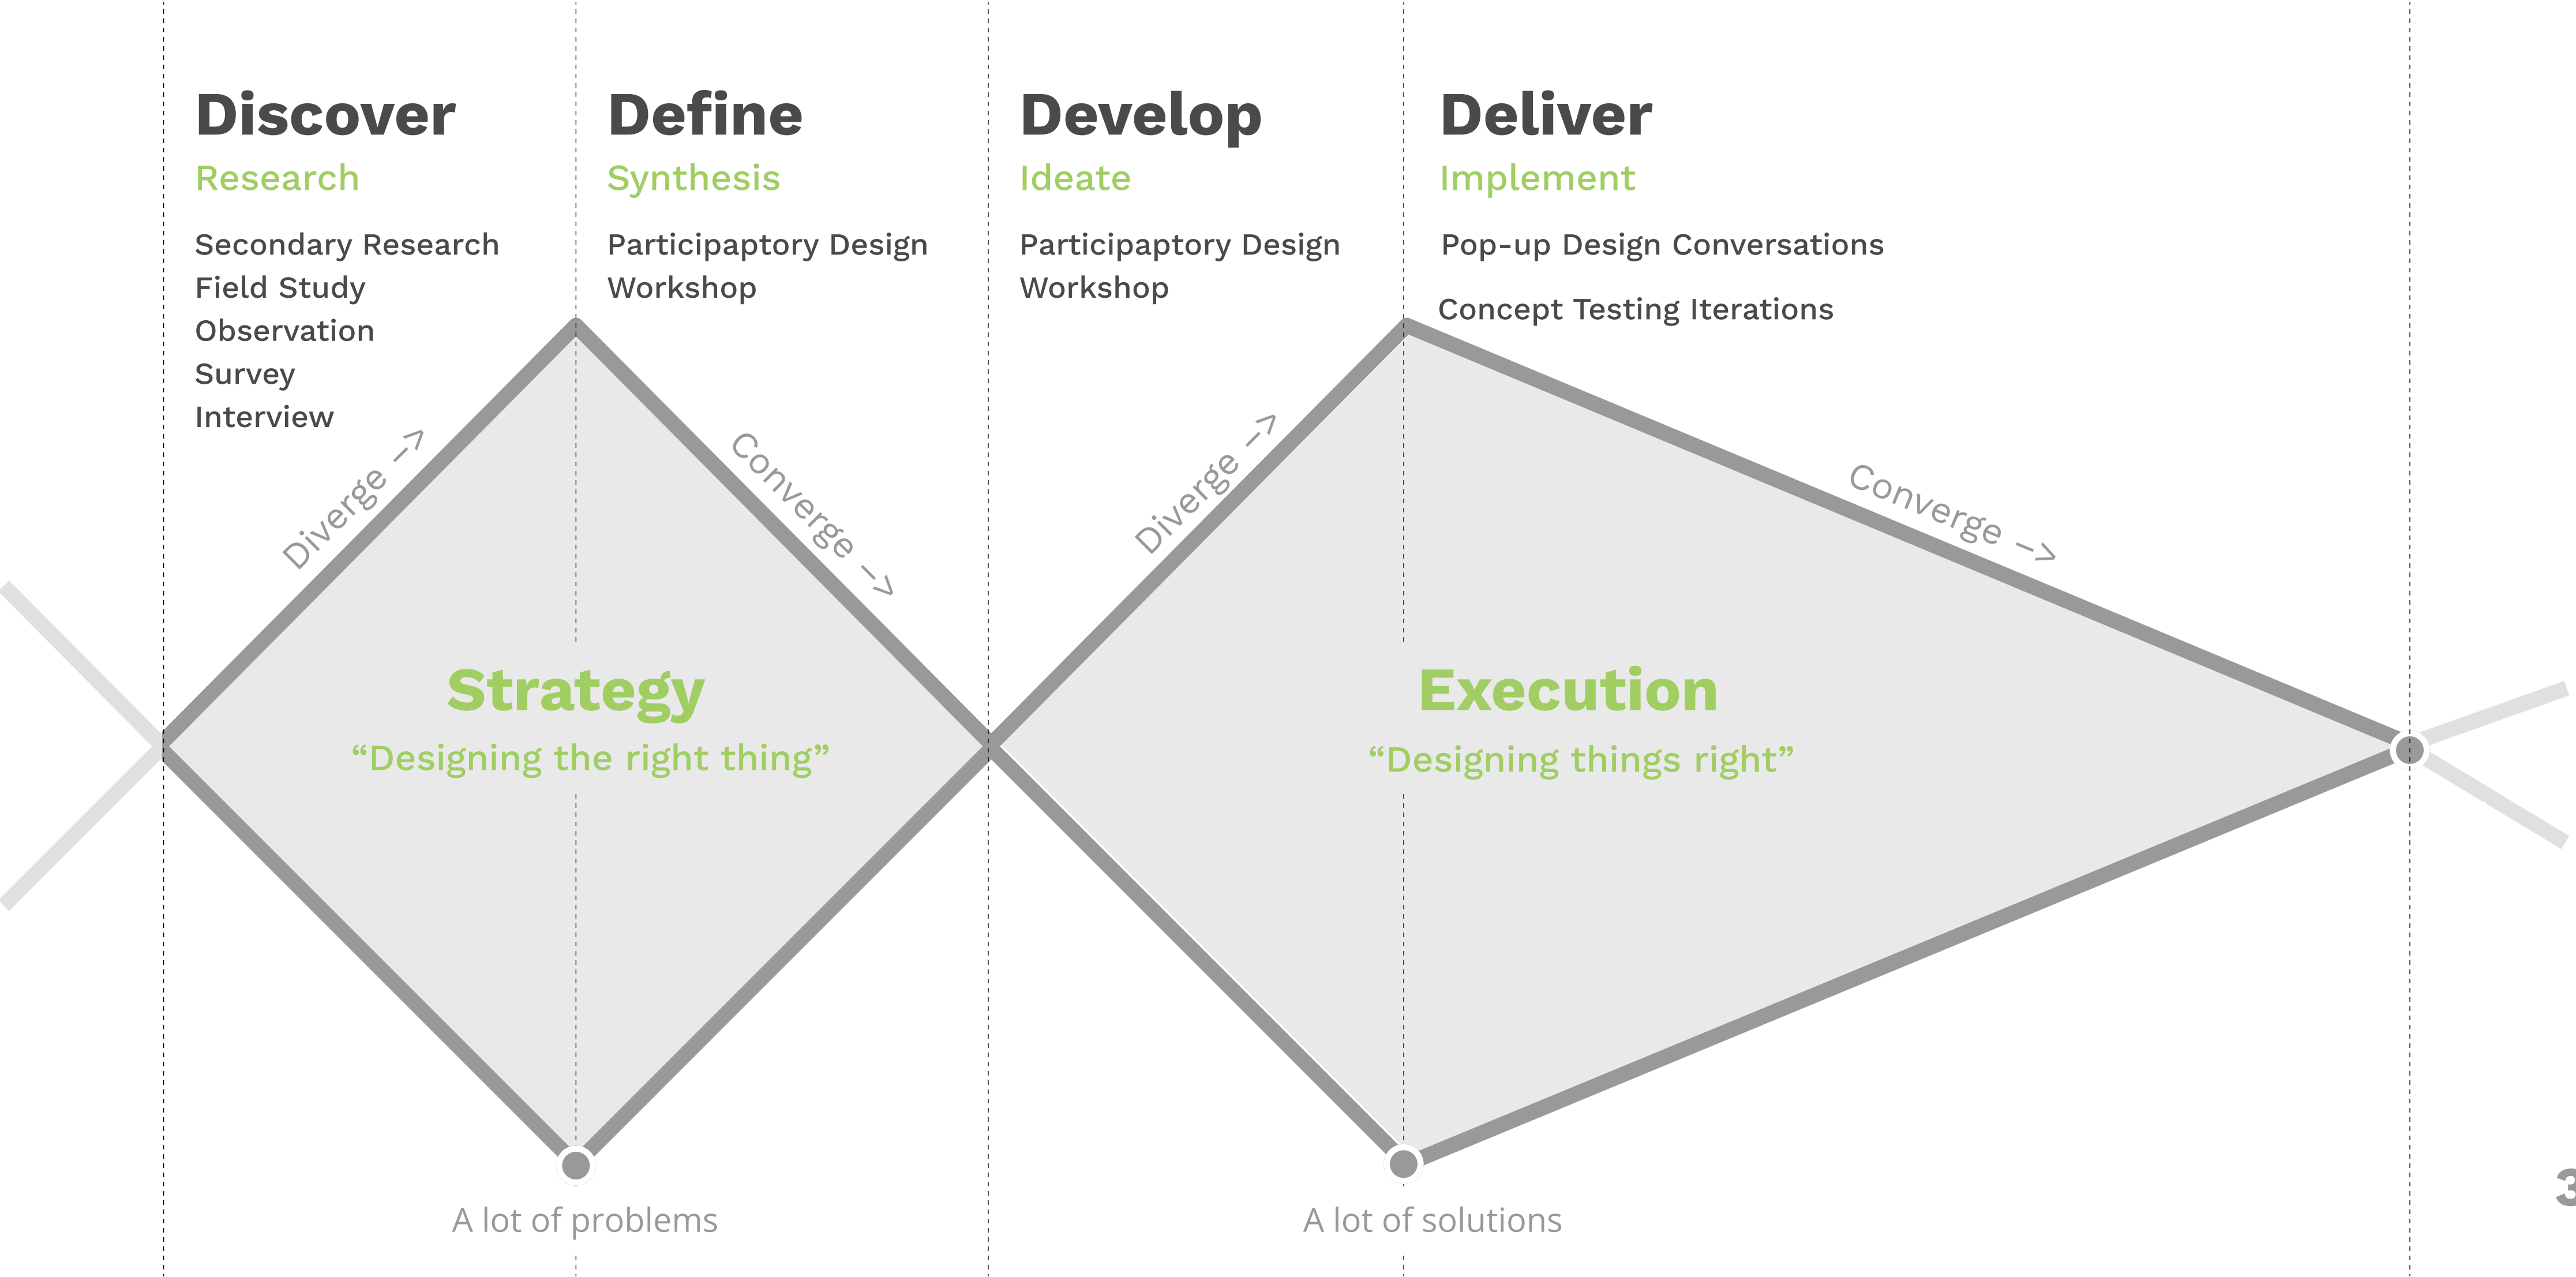 Discover
Research
Secondary Research
Field Study
Observation
Survey
Interview
Define
Synthesis
Participaptory Design
Workshop
Develop
Ideate
Participaptory Design
Workshop
Deliver
Implement
Pop-up Design Conversations
Concept Testing Iterations
Diverge ->
Converge ->
Diverge ->
Converge ->
Strategy
“Designing the right thing”
Execution
“Designing things right”
A lot of problems
A lot of solutions